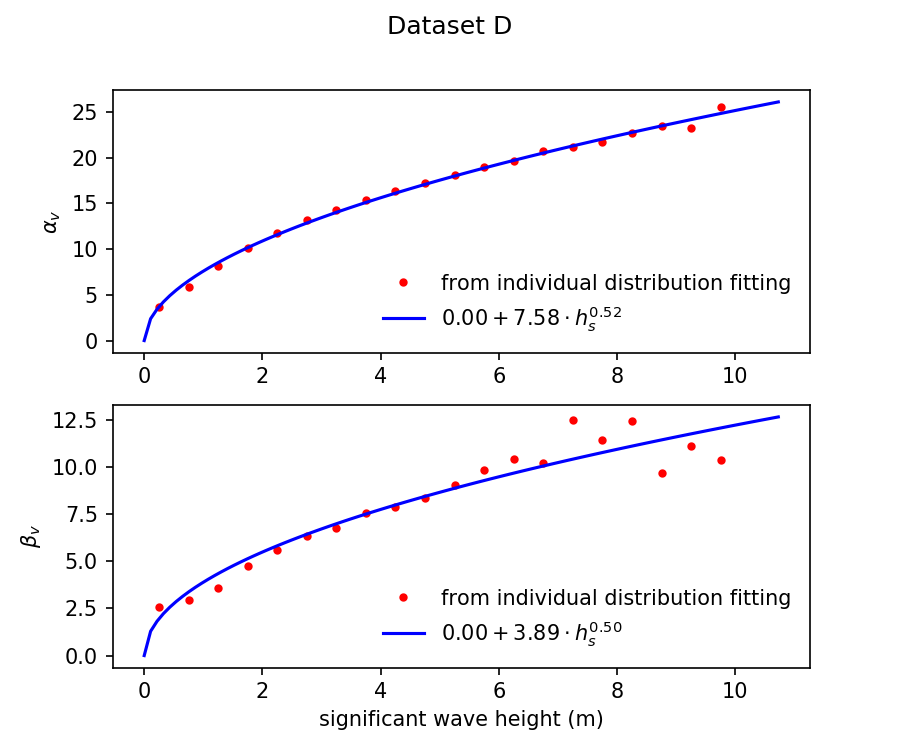 Dataset D
25
20
15
10
5
0
α_v
from individual distribution fitting
0.00 + 7.58 · h_s^0.52
0 2 4 6 8 10
12.5
10.0
7.5
5.0
2.5
0.0
β_v
from individual distribution fitting
0.00 + 3.89 · h_s^0.50
0 2 4 6 8 10
significant wave height (m)